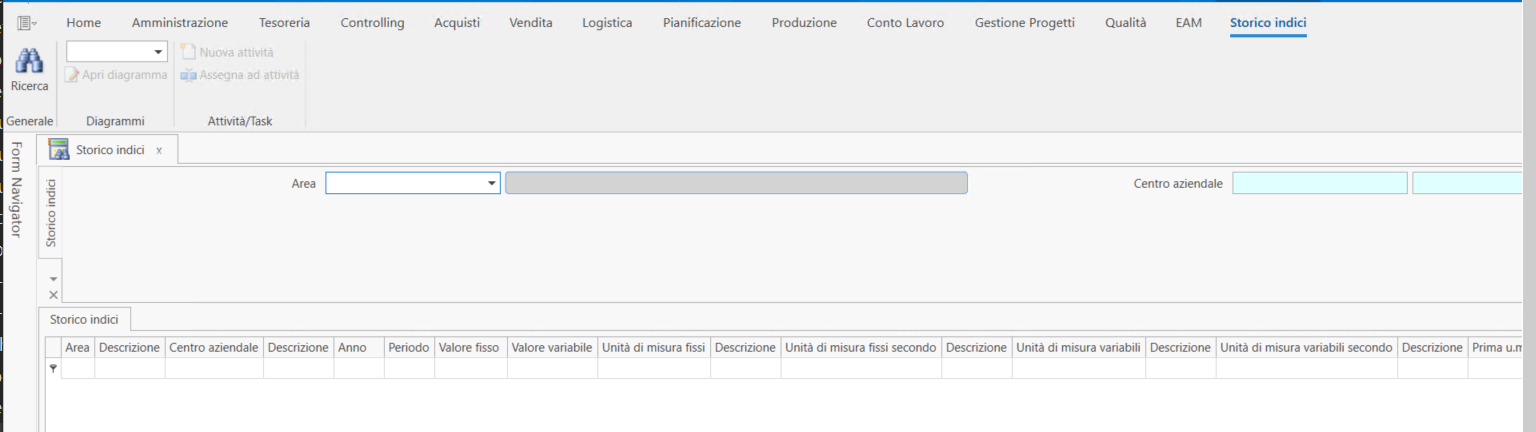 Home Amministrazione Tesoreria Controlling Acquisti Vendita Logistica Pianificazione Produzione Conto Lavoro Gestione Progetti Qualità EAM Storico indici
Nuova attività
Ricerca Apri diagramma Assegna ad attività
Generale Diagrammi Attività/Task
Form Navigator
Storico indici x
Storico indici
Area Centro aziendale
Storico indici
Area Descrizione Centro aziendale Descrizione Anno Periodo Valore fisso Valore variabile Unità di misura fissi Descrizione Unità di misura fissi secondo Descrizione Unità di misura variabili Descrizione Unità di misura variabili secondo Descrizione Prima u.m